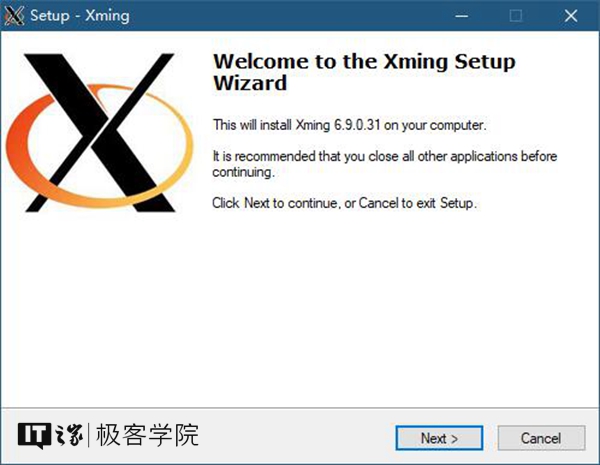 Setup - Xming
Welcome to the Xming Setup
Wizard
This will install Xming 6.9.0.31 on your computer.
It is recommended that you close all other applications before
continuing.
Click Next to continue, or Cancel to exit Setup.
IT之家|极客学院
Next >
Cancel